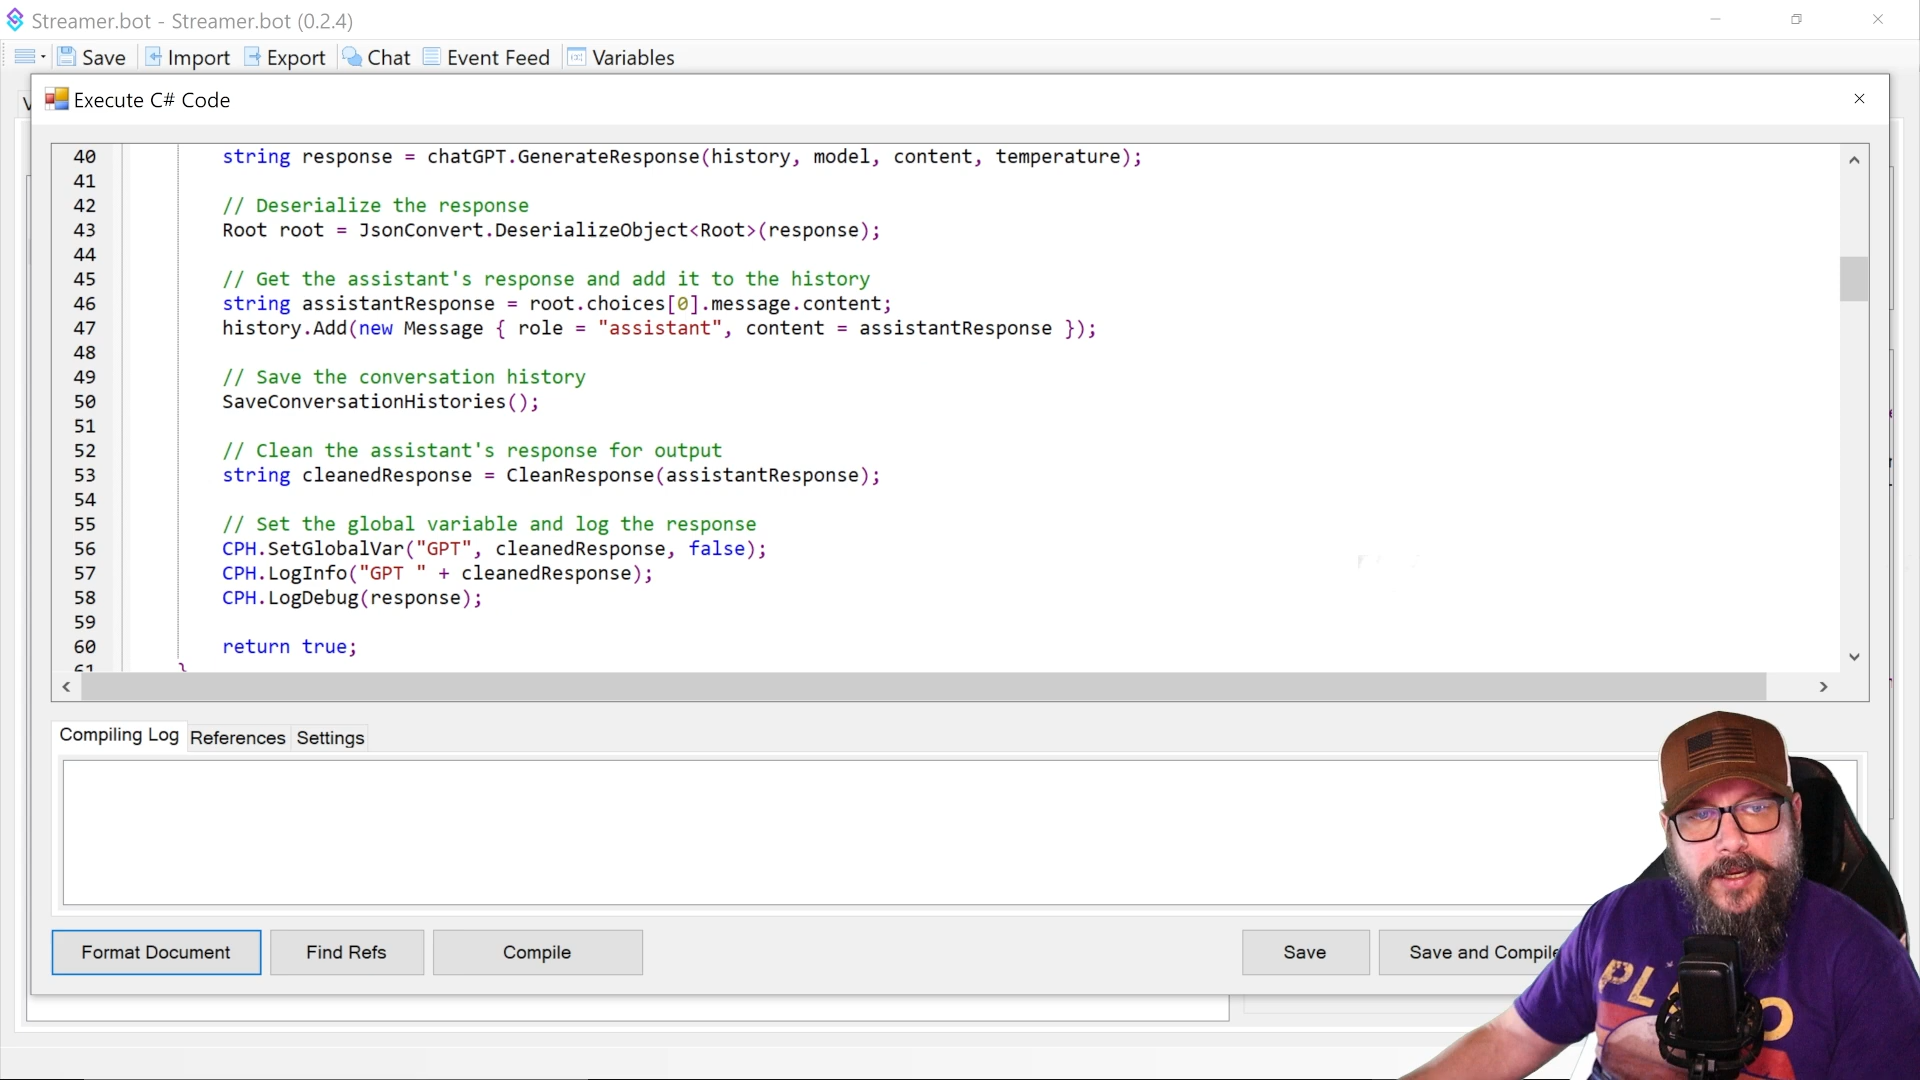 Streamer.bot - Streamer.bot (0.2.4)
Save Import Export Chat Event Feed Variables
Execute C# Code
40 string response = chatGPT.GenerateResponse(history, model, content, temperature);
41
42 // Deserialize the response
43 Root root = JsonConvert.DeserializeObject<Root>(response);
44
45 // Get the assistant's response and add it to the history
46 string assistantResponse = root.choices[0].message.content;
47 history.Add(new Message { role = "assistant", content = assistantResponse });
48
49 // Save the conversation history
50 SaveConversationHistories();
51
52 // Clean the assistant's response for output
53 string cleanedResponse = CleanResponse(assistantResponse);
54
55 // Set the global variable and log the response
56 CPH.SetGlobalVar("GPT", cleanedResponse, false);
57 CPH.LogInfo("GPT " + cleanedResponse);
58 CPH.LogDebug(response);
59
60 return true;
61 }
Compiling Log References Settings
Format Document Find Refs Compile Save Save and Compile